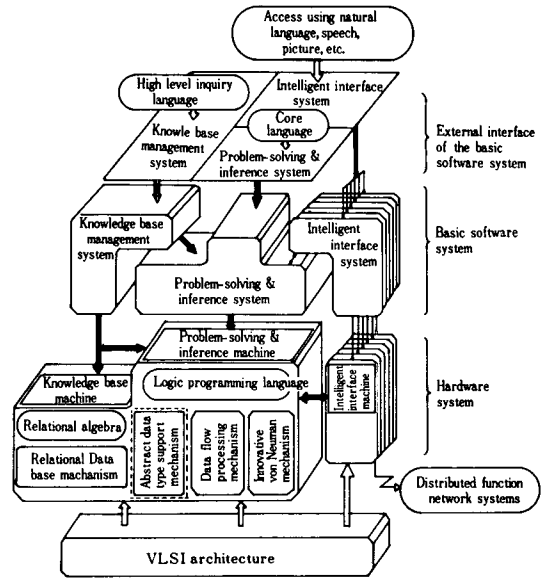 Access using natural
language, speech,
picture, etc.
High level inquiry
language
Intelligent interface
system
Core
language
Knowle base
management
system
Problem-solving &
inference system
External interface
of the basic
software system
Knowledge base
management
system
Problem-solving &
inference system
Intelligent
interface
system
Basic software
system
Problem-solving &
inference machine
Knowledge base
machine
Logic programming language
Relational algebra
Relational Data
base machanism
Abstract data
type support
mechanism
Data flow
processing
mechanism
Innovative
von Neuman
mechanism
Intelligent
interface
machine
Hardware
system
Distributed function
network systems
VLSI architecture